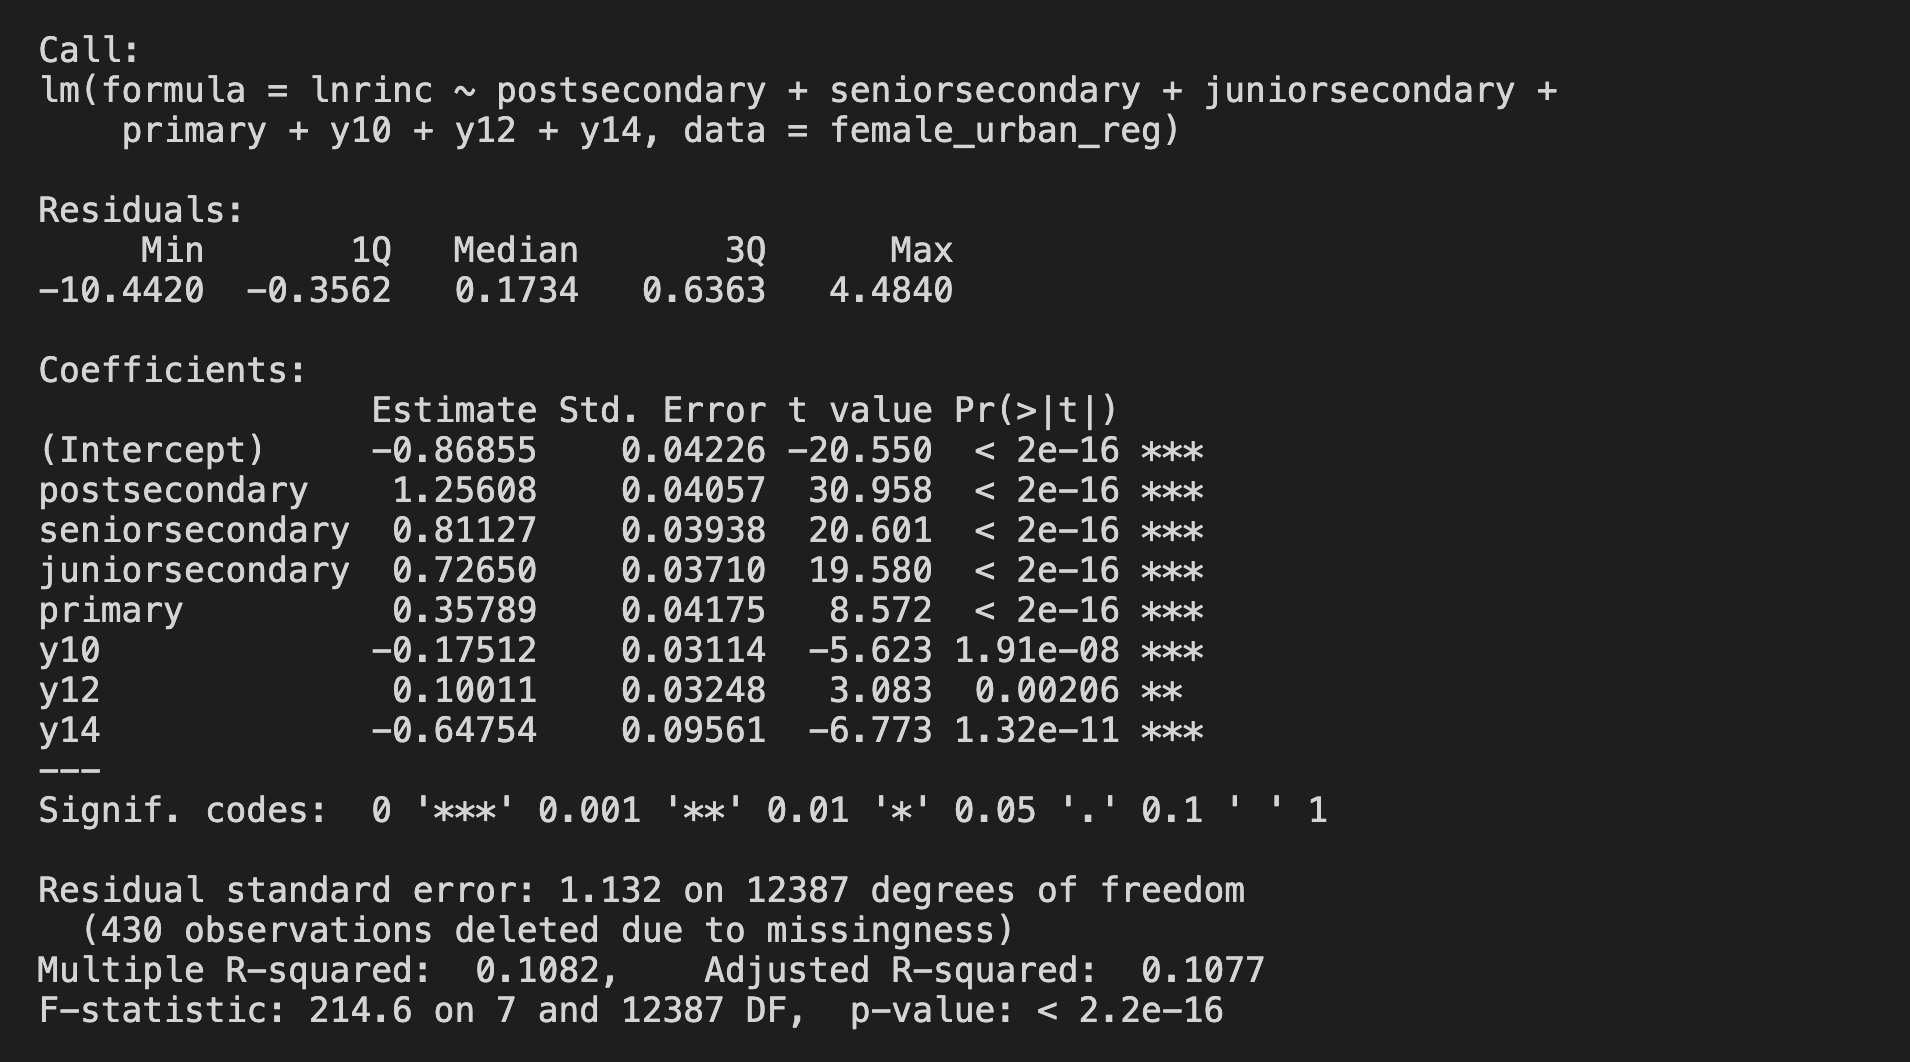 Call:
lm(formula = lnrinc ~ postsecondary + seniorsecondary + juniorsecondary +
    primary + y10 + y12 + y14, data = female_urban_reg)

Residuals:
     Min       1Q   Median       3Q      Max
-10.4420  -0.3562   0.1734   0.6363   4.4840

Coefficients:
                Estimate Std. Error t value Pr(>|t|)
(Intercept)     -0.86855    0.04226 -20.550  < 2e-16 ***
postsecondary    1.25608    0.04057  30.958  < 2e-16 ***
seniorsecondary  0.81127    0.03938  20.601  < 2e-16 ***
juniorsecondary  0.72650    0.03710  19.580  < 2e-16 ***
primary          0.35789    0.04175   8.572  < 2e-16 ***
y10             -0.17512    0.03114  -5.623 1.91e-08 ***
y12              0.10011    0.03248   3.083  0.00206 **
y14             -0.64754    0.09561  -6.773 1.32e-11 ***
---
Signif. codes:  0 '***' 0.001 '**' 0.01 '*' 0.05 '.' 0.1 ' ' 1

Residual standard error: 1.132 on 12387 degrees of freedom
  (430 observations deleted due to missingness)
Multiple R-squared:  0.1082,    Adjusted R-squared:  0.1077
F-statistic: 214.6 on 7 and 12387 DF,  p-value: < 2.2e-16